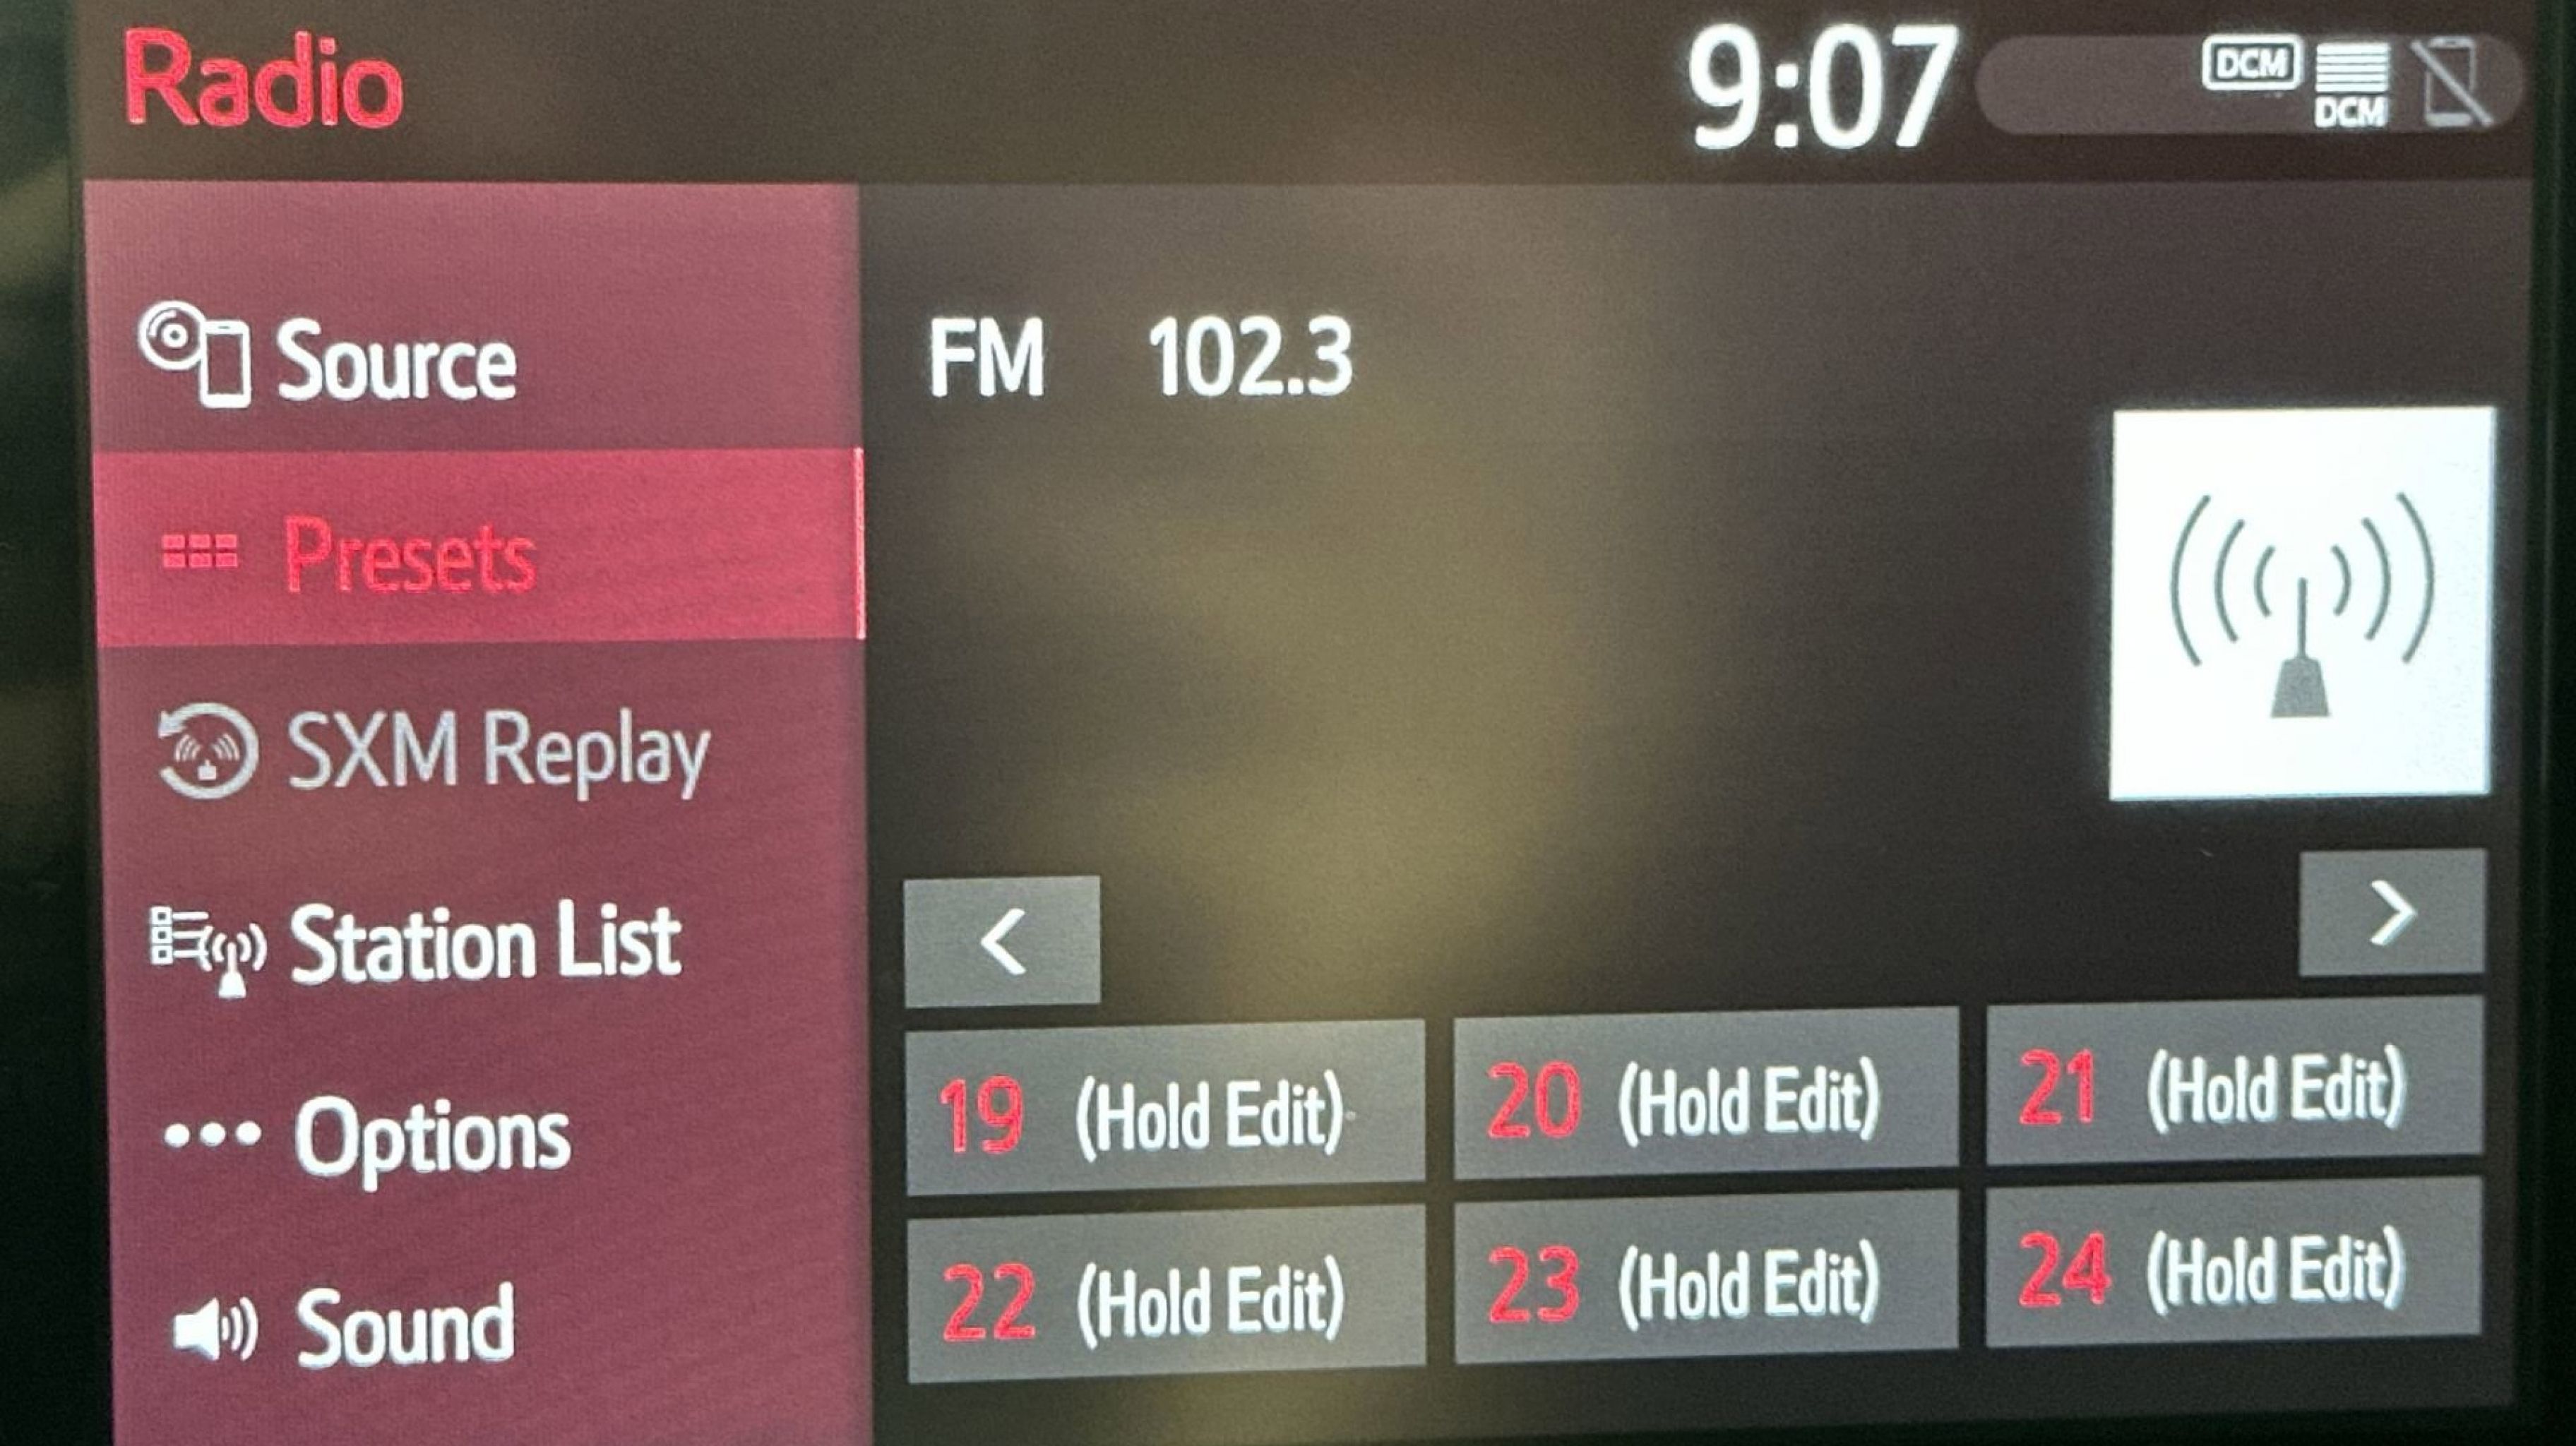 Radio
9:07
DCM
DCM
Source
Presets
SXM Replay
Station List
Options
Sound
FM 102.3
<
>
19 (Hold Edit)
20 (Hold Edit)
21 (Hold Edit)
22 (Hold Edit)
23 (Hold Edit)
24 (Hold Edit)